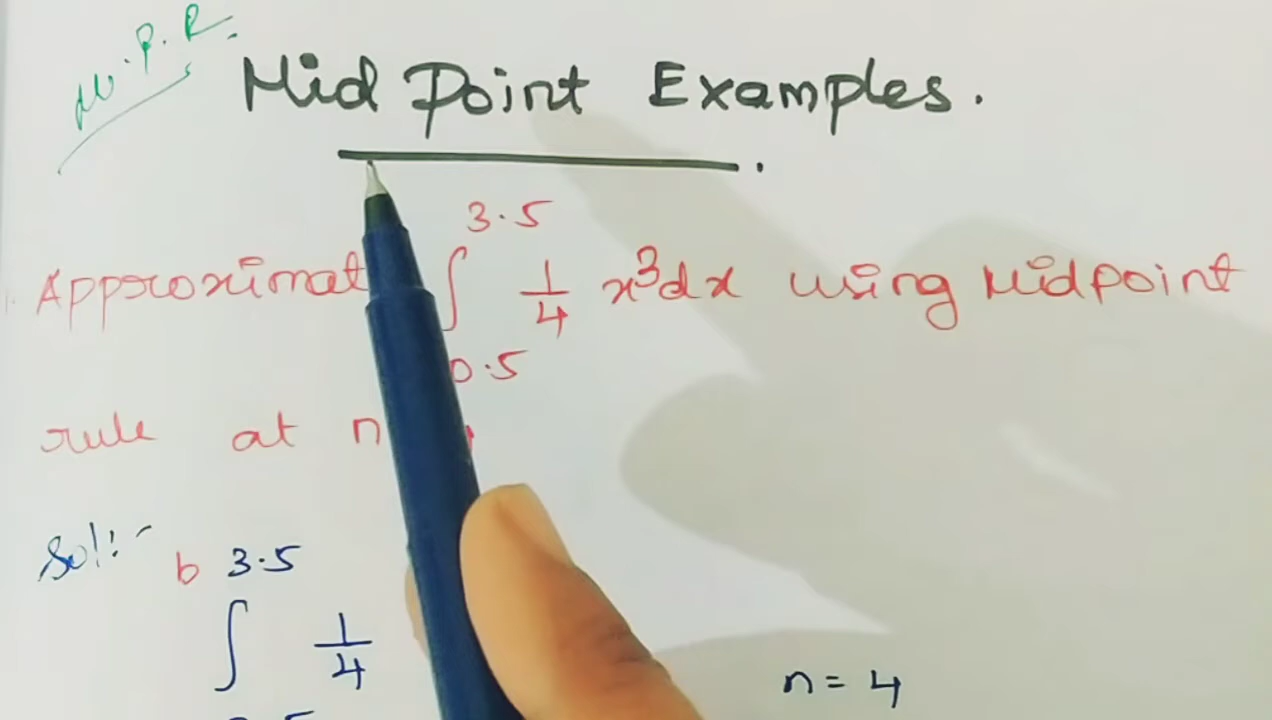 M.P.R.
Mid Point Examples.
3.5
Approximat ∫ 1/4 x³dx using Midpoint
0.5
rule at n
Sol:-
b 3.5
∫ 1/4
n = 4